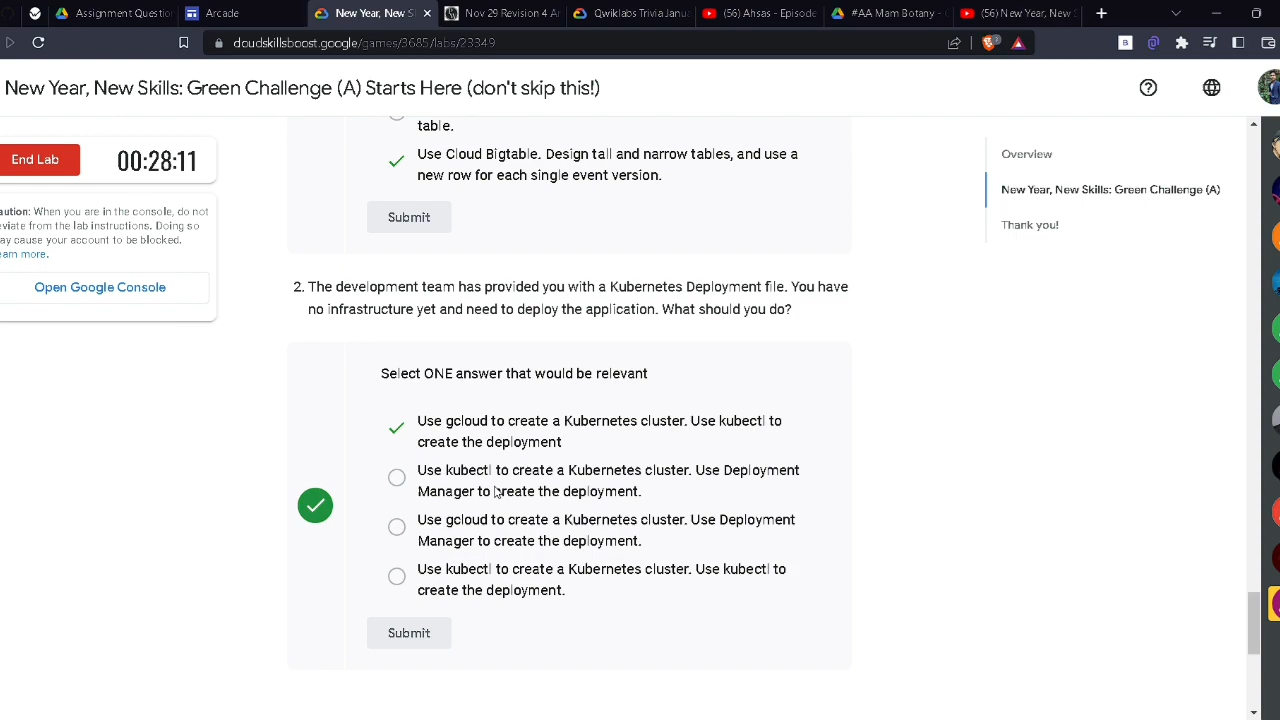 Assignment Questio
Arcade
New Year, New S
Nov 29 Revision 4 A
Qwiklabs Trivia Janua
(56) Ahsas - Episode
#AA Mam Botany -
(56) New Year, New
cloudskillsboost.google/games/3685/labs/23349
New Year, New Skills: Green Challenge (A) Starts Here (don't skip this!)
End Lab
00:28:11
aution: When you are in the console, do not
eviate from the lab instructions. Doing so
ay cause your account to be blocked.
earn more.
Open Google Console
table.
Use Cloud Bigtable. Design tall and narrow tables, and use a
new row for each single event version.
Submit
2. The development team has provided you with a Kubernetes Deployment file. You have
no infrastructure yet and need to deploy the application. What should you do?
Select ONE answer that would be relevant
Use gcloud to create a Kubernetes cluster. Use kubectl to
create the deployment
Use kubectl to create a Kubernetes cluster. Use Deployment
Manager to create the deployment.
Use gcloud to create a Kubernetes cluster. Use Deployment
Manager to create the deployment.
Use kubectl to create a Kubernetes cluster. Use kubectl to
create the deployment.
Submit
Overview
New Year, New Skills: Green Challenge (A)
Thank you!